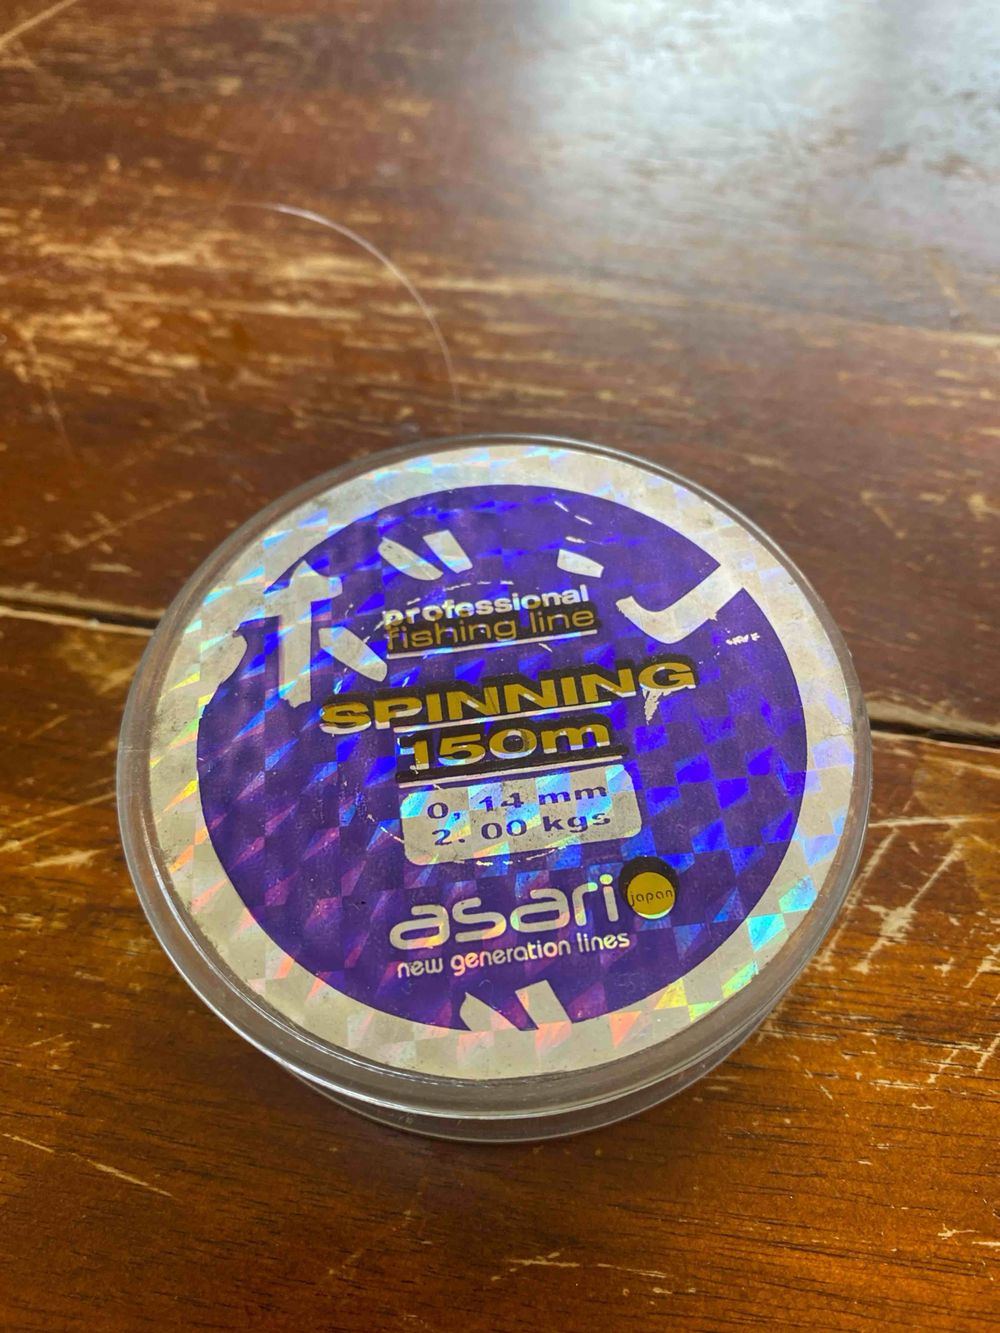 professional
fishing line
SPINNING
150m
0, 14 mm
2. 00 kgs
asari japan
new generation lines